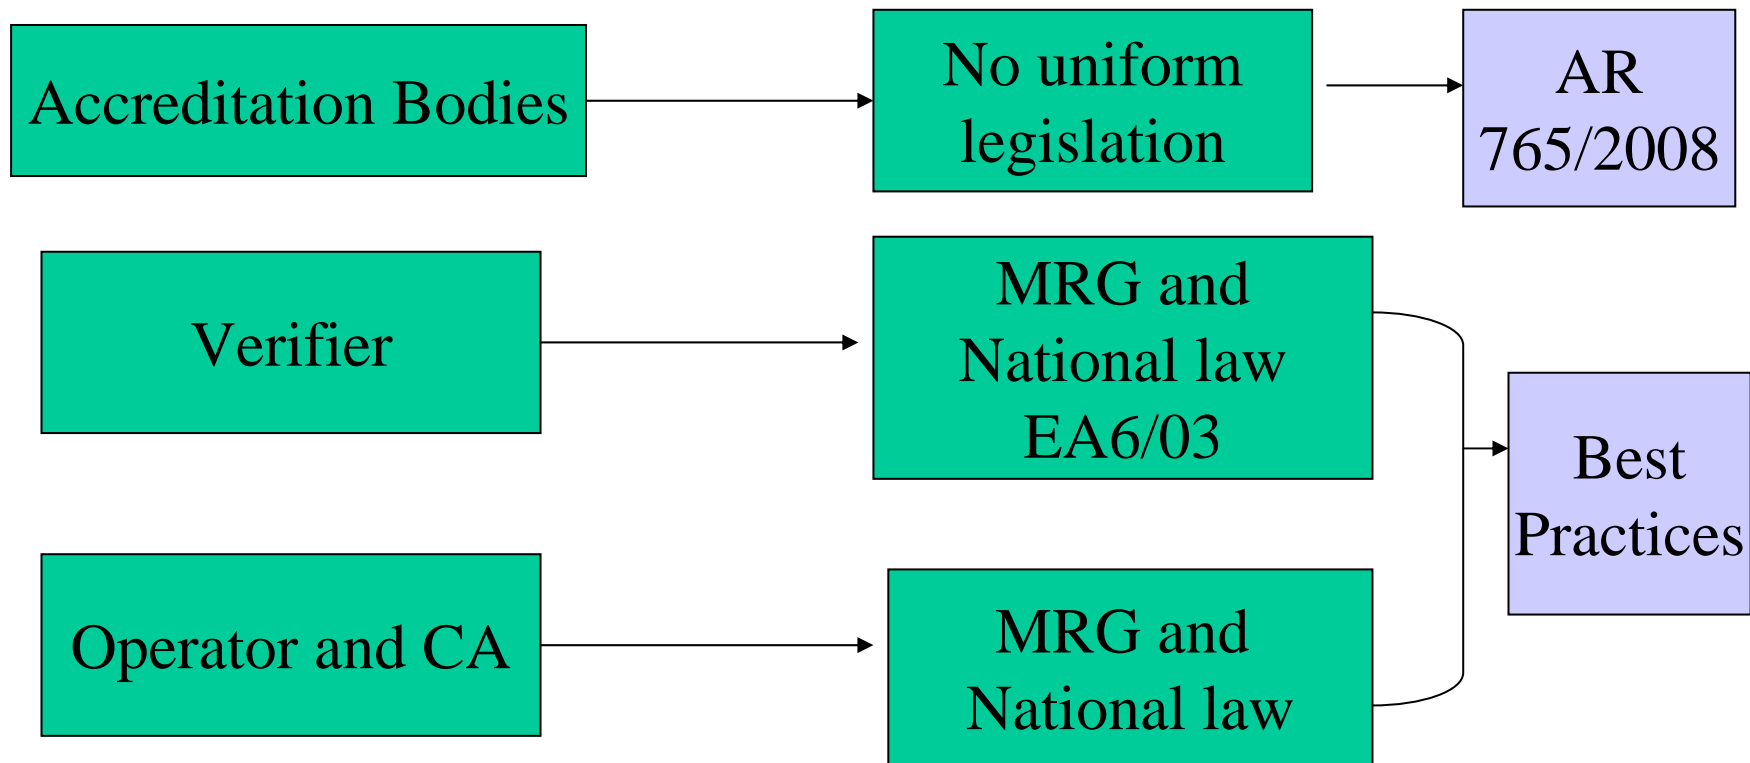 Accreditation Bodies
No uniform
legislation
AR
765/2008
Verifier
MRG and
National law
EA6/03
Best
Practices
Operator and CA
MRG and
National law